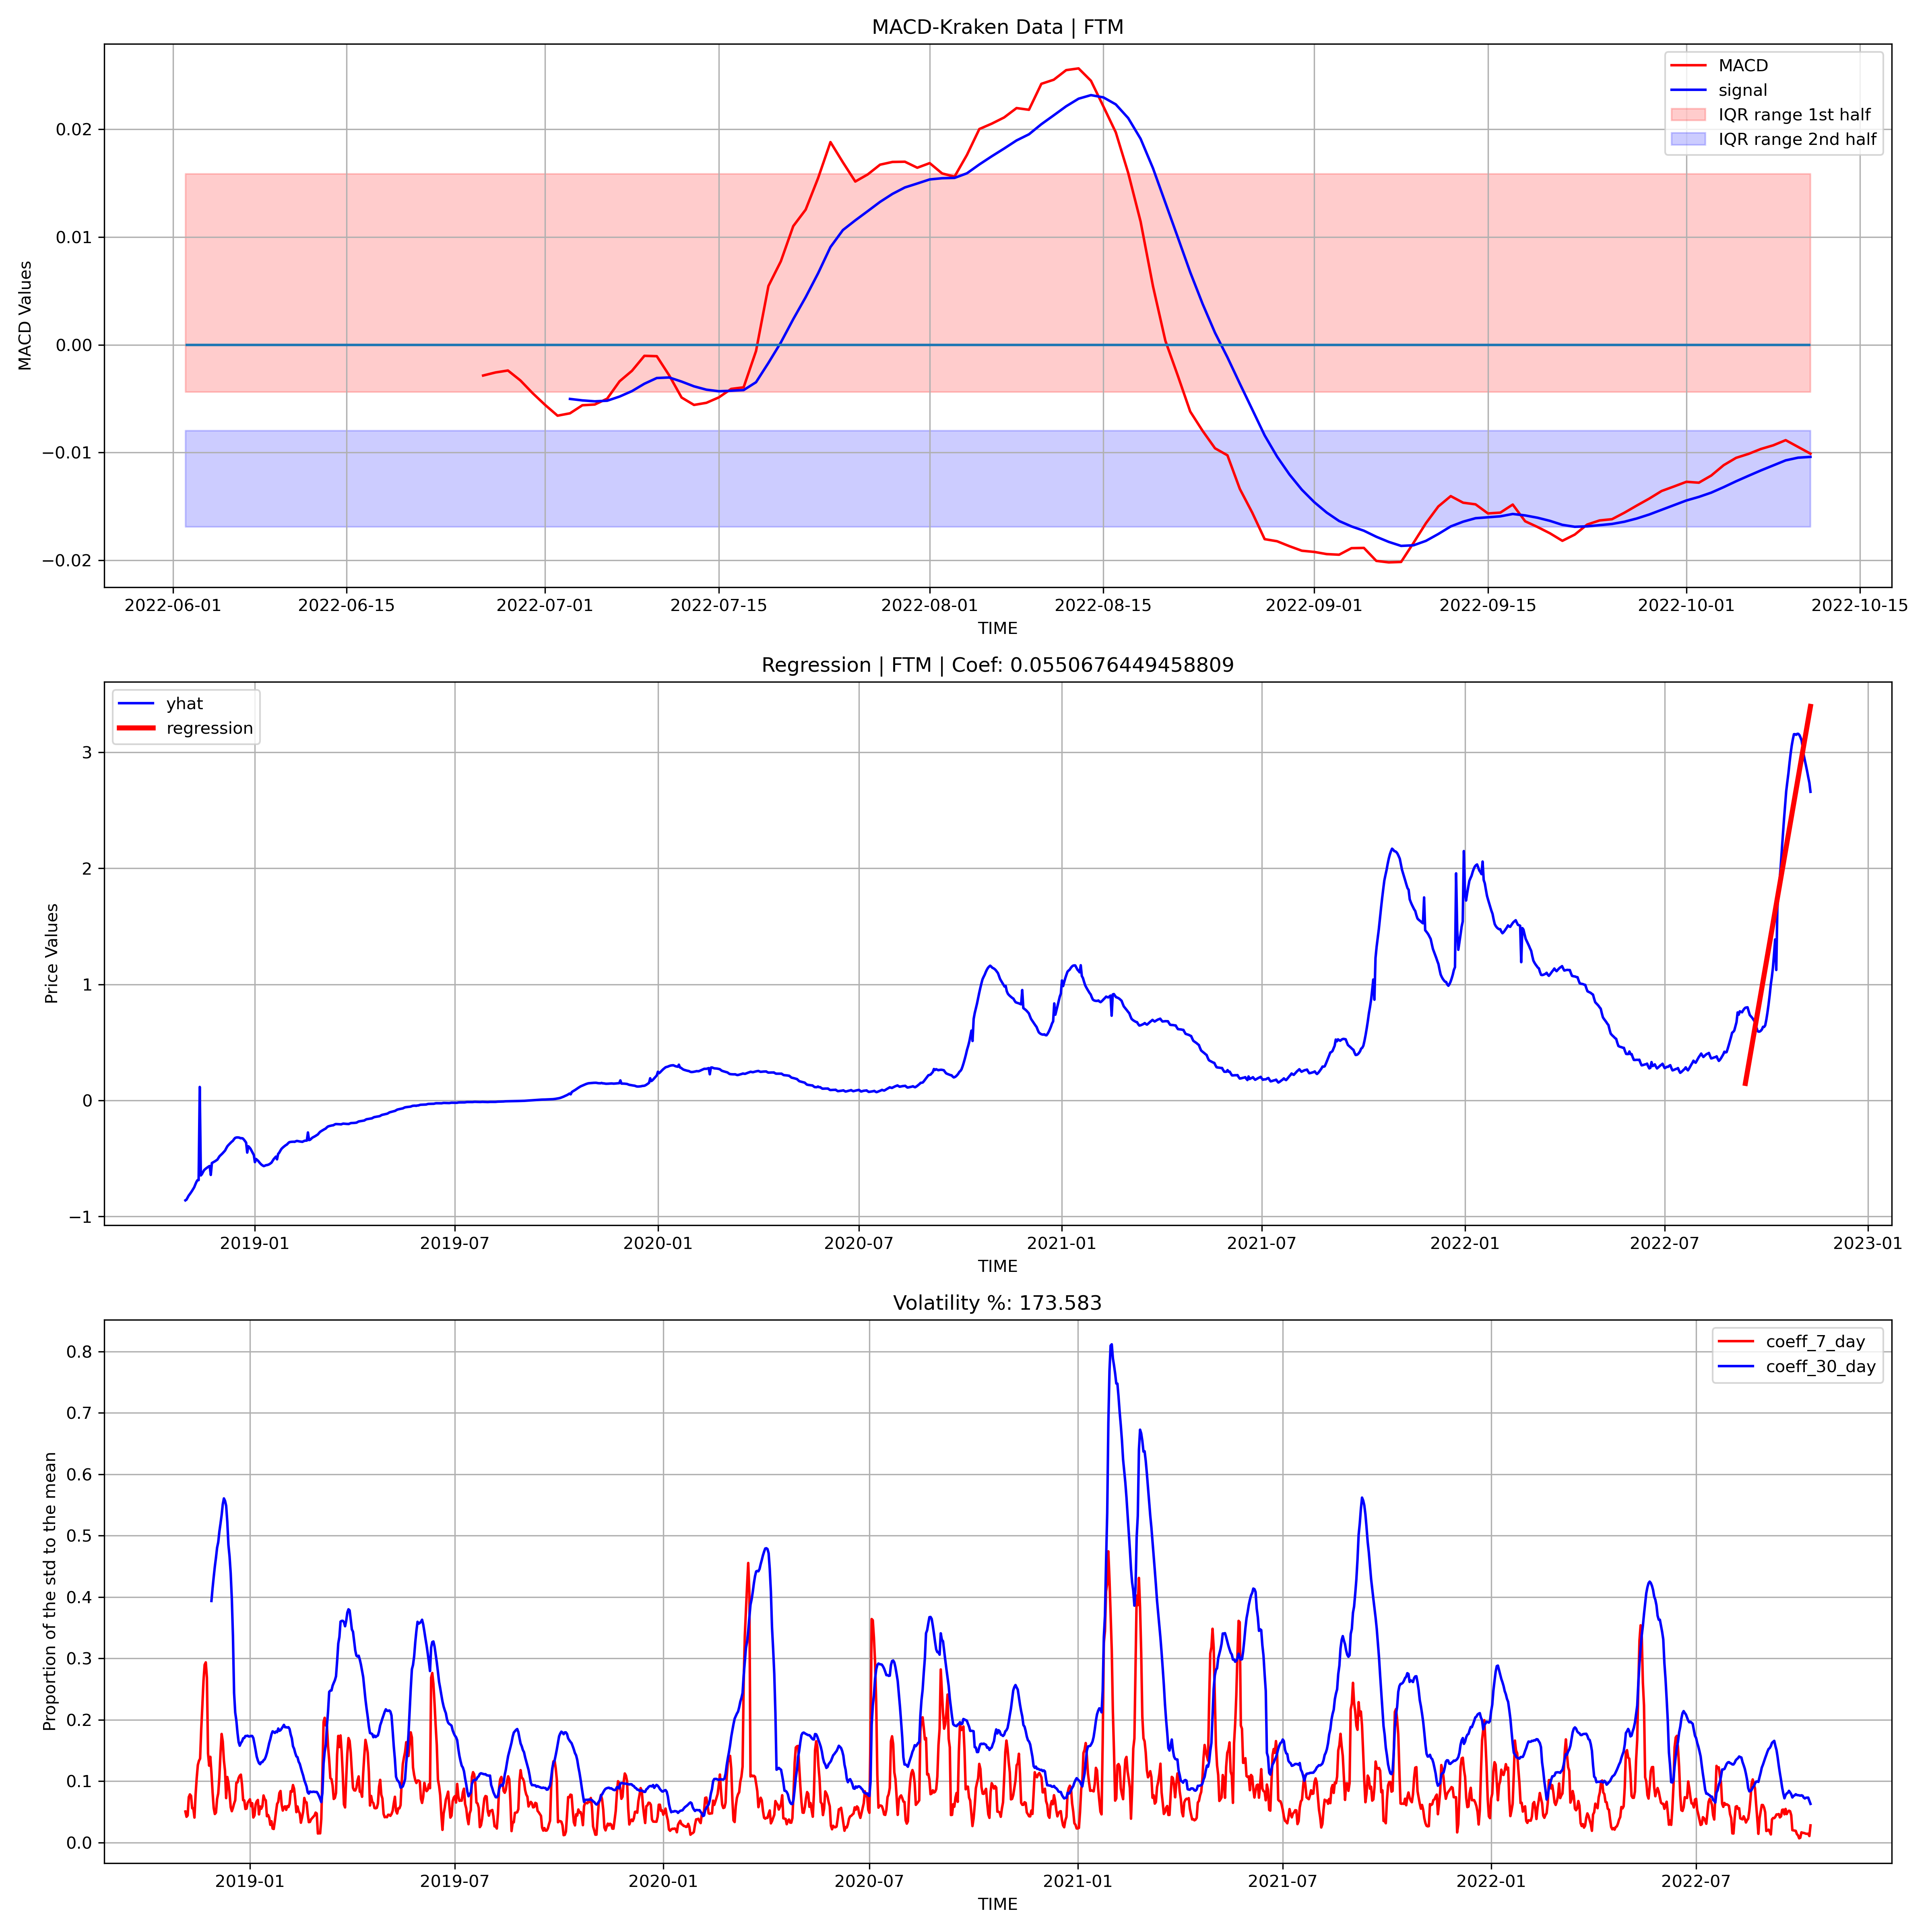 MACD-Kraken Data | FTM
MACD Values
0.02
0.01
0.00
−0.01
−0.02
MACD
signal
IQR range 1st half
IQR range 2nd half
2022-06-01 2022-06-15 2022-07-01 2022-07-15 2022-08-01 2022-08-15 2022-09-01 2022-09-15 2022-10-01 2022-10-15
TIME
Regression | FTM | Coef: 0.0550676449458809
Price Values
3
2
1
0
−1
yhat
regression
2019-01 2019-07 2020-01 2020-07 2021-01 2021-07 2022-01 2022-07 2023-01
TIME
Volatility %: 173.583
Proportion of the std to the mean
0.8
0.7
0.6
0.5
0.4
0.3
0.2
0.1
0.0
coeff_7_day
coeff_30_day
2019-01 2019-07 2020-01 2020-07 2021-01 2021-07 2022-01 2022-07
TIME